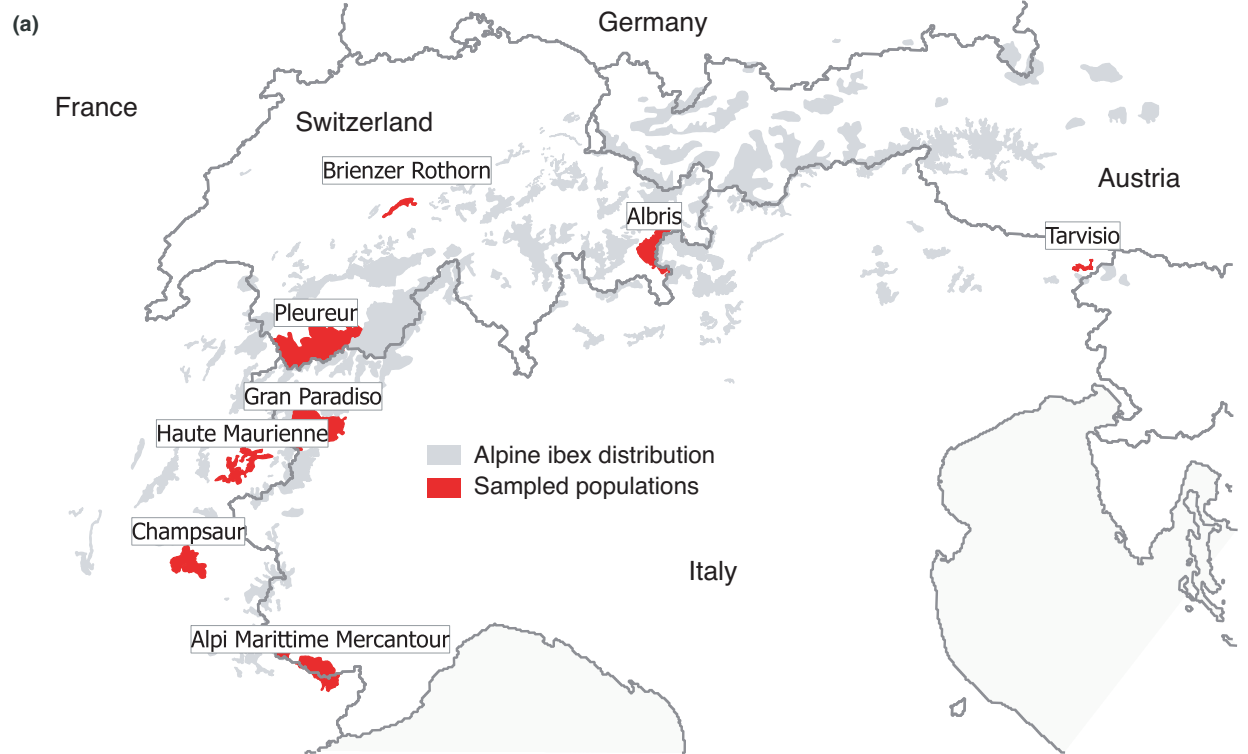 (a)
Germany
France
Switzerland
Brienzer Rothorn
Austria
Albris
Tarvisio
Pleureur
Gran Paradiso
Haute Maurienne
Alpine ibex distribution
Sampled populations
Champsaur
Italy
Alpi Marittime Mercantour